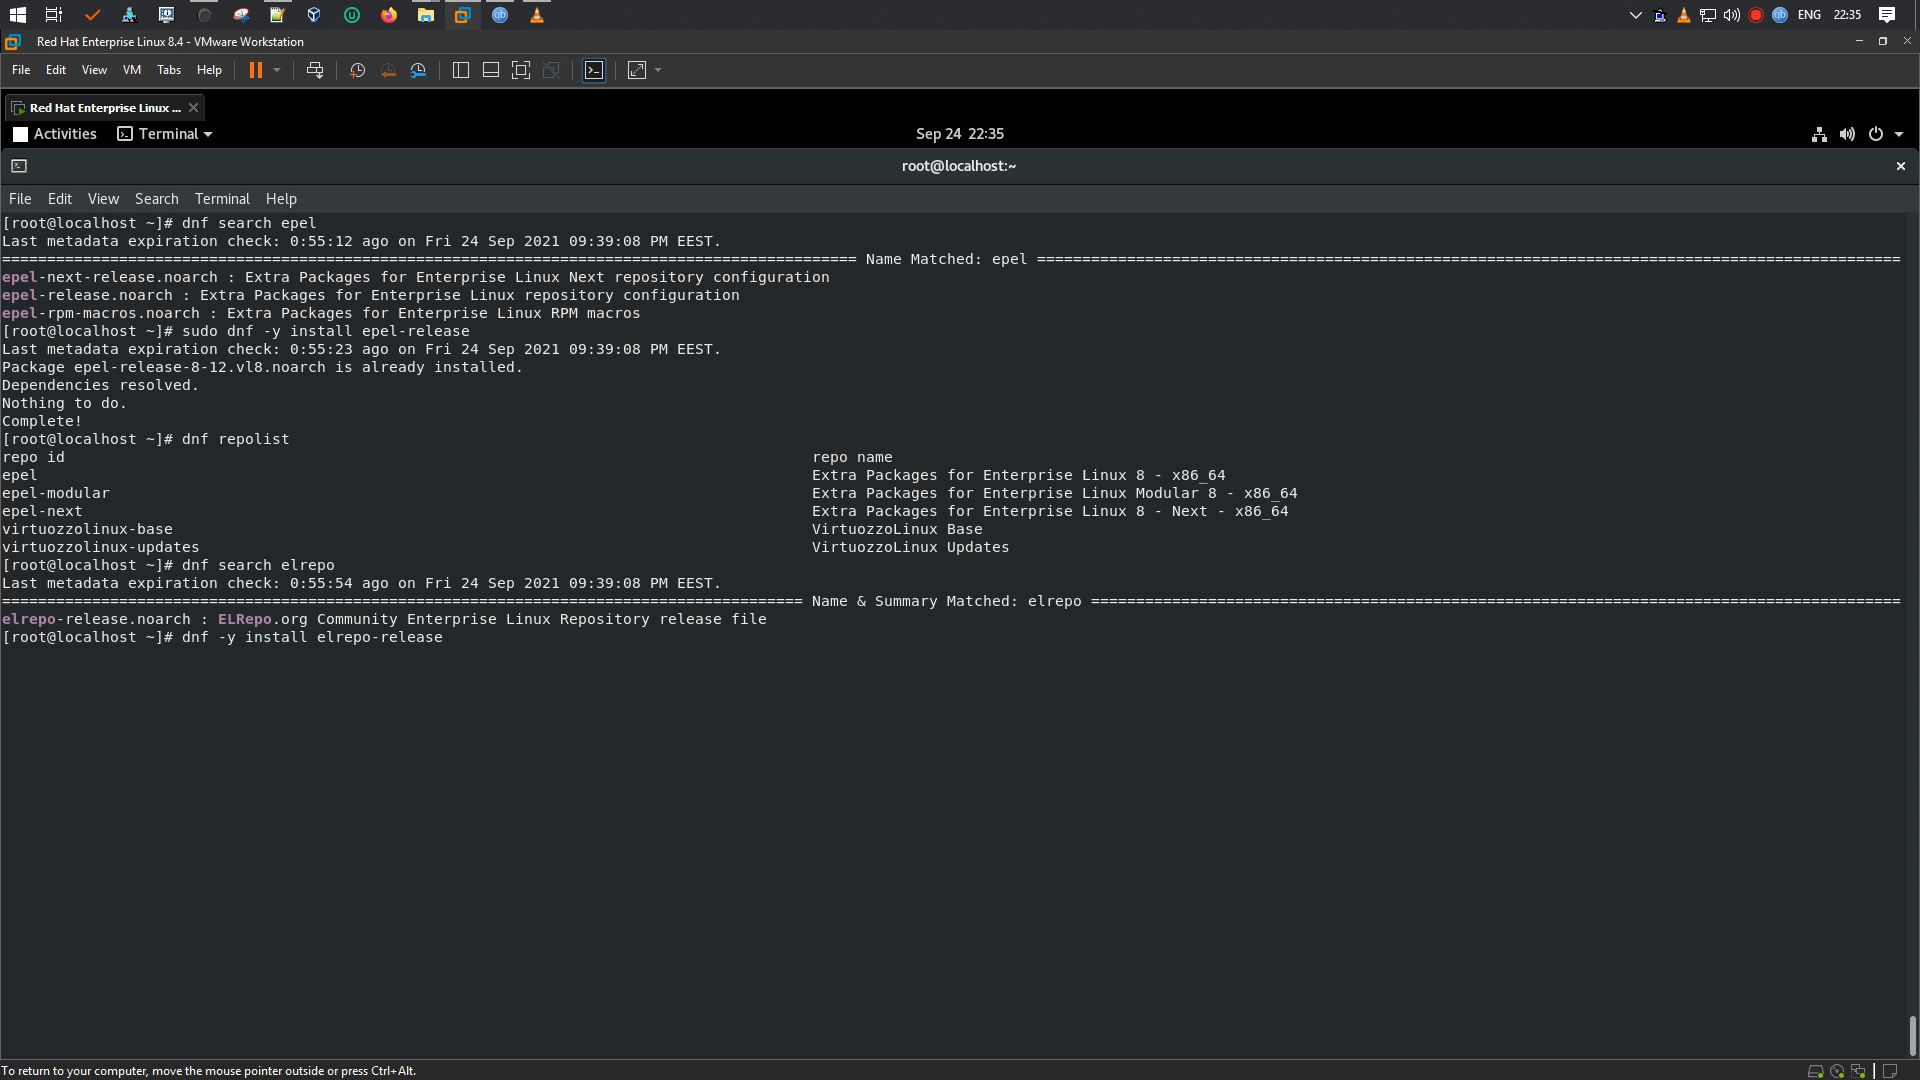 ENG 22:35
Red Hat Enterprise Linux 8.4 - VMware Workstation
File Edit View VM Tabs Help
Red Hat Enterprise Linux ...
Activities Terminal Sep 24 22:35
root@localhost:~
File Edit View Search Terminal Help
[root@localhost ~]# dnf search epel
Last metadata expiration check: 0:55:12 ago on Fri 24 Sep 2021 09:39:08 PM EEST.
=============================================================================================== Name Matched: epel ================================================================================================
epel-next-release.noarch : Extra Packages for Enterprise Linux Next repository configuration
epel-release.noarch : Extra Packages for Enterprise Linux repository configuration
epel-rpm-macros.noarch : Extra Packages for Enterprise Linux RPM macros
[root@localhost ~]# sudo dnf -y install epel-release
Last metadata expiration check: 0:55:23 ago on Fri 24 Sep 2021 09:39:08 PM EEST.
Package epel-release-8-12.vl8.noarch is already installed.
Dependencies resolved.
Nothing to do.
Complete!
[root@localhost ~]# dnf repolist
repo id repo name
epel Extra Packages for Enterprise Linux 8 - x86_64
epel-modular Extra Packages for Enterprise Linux Modular 8 - x86_64
epel-next Extra Packages for Enterprise Linux 8 - Next - x86_64
virtuozzolinux-base VirtuozzoLinux Base
virtuozzolinux-updates VirtuozzoLinux Updates
[root@localhost ~]# dnf search elrepo
Last metadata expiration check: 0:55:54 ago on Fri 24 Sep 2021 09:39:08 PM EEST.
========================================================================================= Name & Summary Matched: elrepo ==========================================================================================
elrepo-release.noarch : ELRepo.org Community Enterprise Linux Repository release file
[root@localhost ~]# dnf -y install elrepo-release
To return to your computer, move the mouse pointer outside or press Ctrl+Alt.